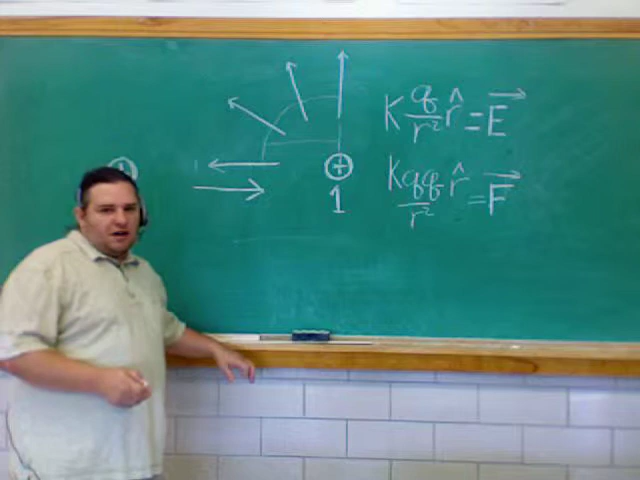 K q/r² r̂ = E⃗
K qq/r² r̂ = F⃗
+
+
1